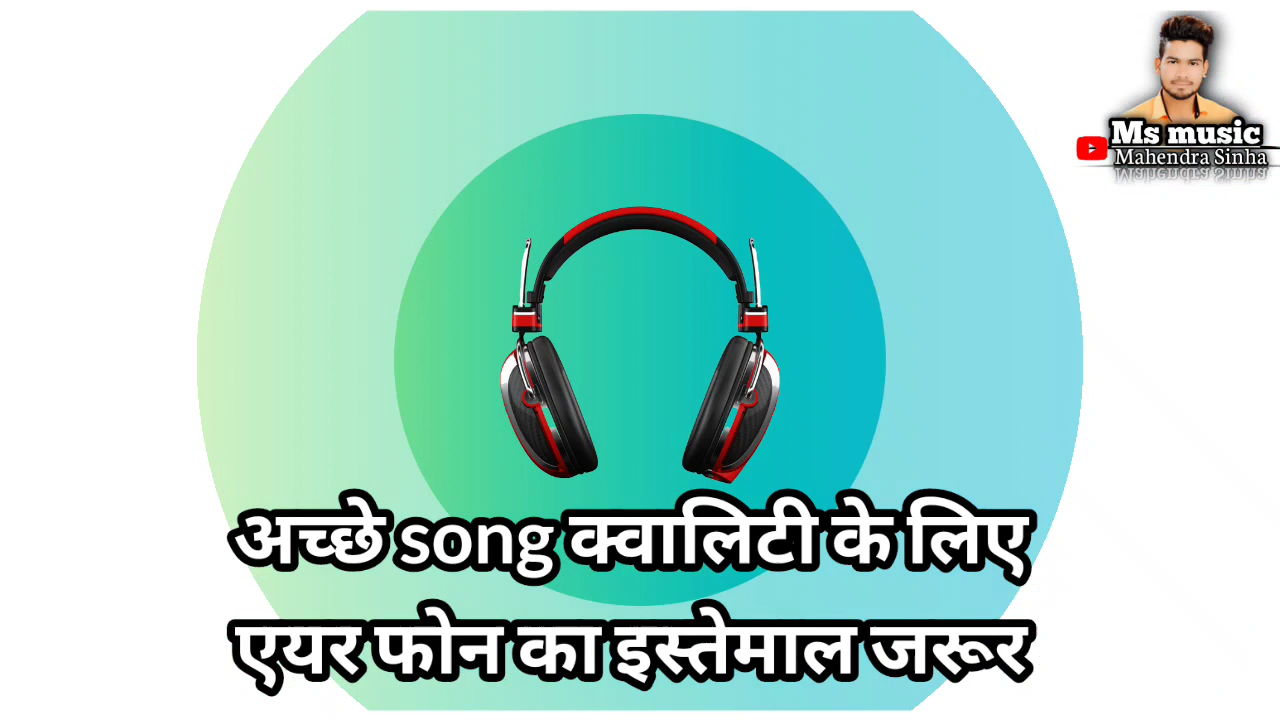 Ms music
Mahendra Sinha
अच्छे song क्वालिटी के लिए
एयर फोन का इस्तेमाल जरूर